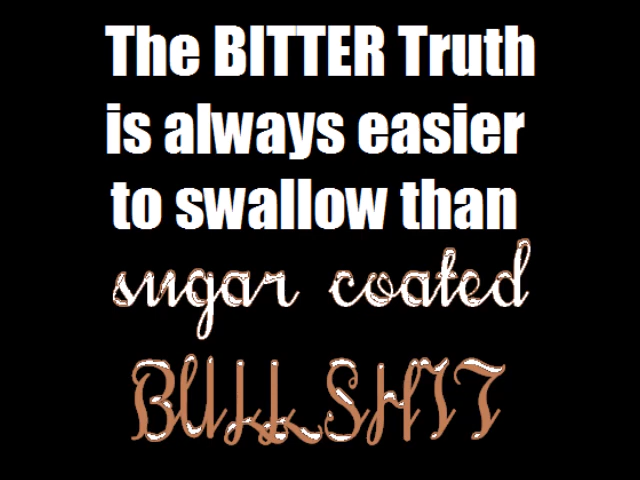 The BITTER Truth
is always easier
to swallow than
sugar coated
BULLSHIT